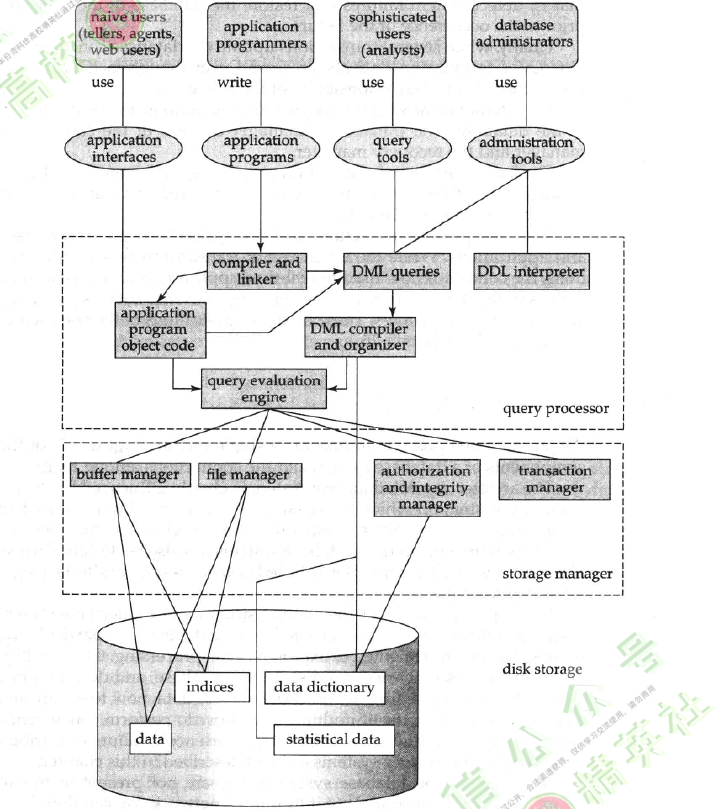 naive users
(tellers, agents,
web users)
application
programmers
sophisticated
users
(analysts)
database
administrators
use
write
use
use
application
interfaces
application
programs
query
tools
administration
tools
compiler and
linker
DML queries
DDL interpreter
application
program
object code
DML compiler
and organizer
query evaluation
engine
query processor
buffer manager
file manager
authorization
and integrity
manager
transaction
manager
storage manager
disk storage
indices
data dictionary
data
statistical data